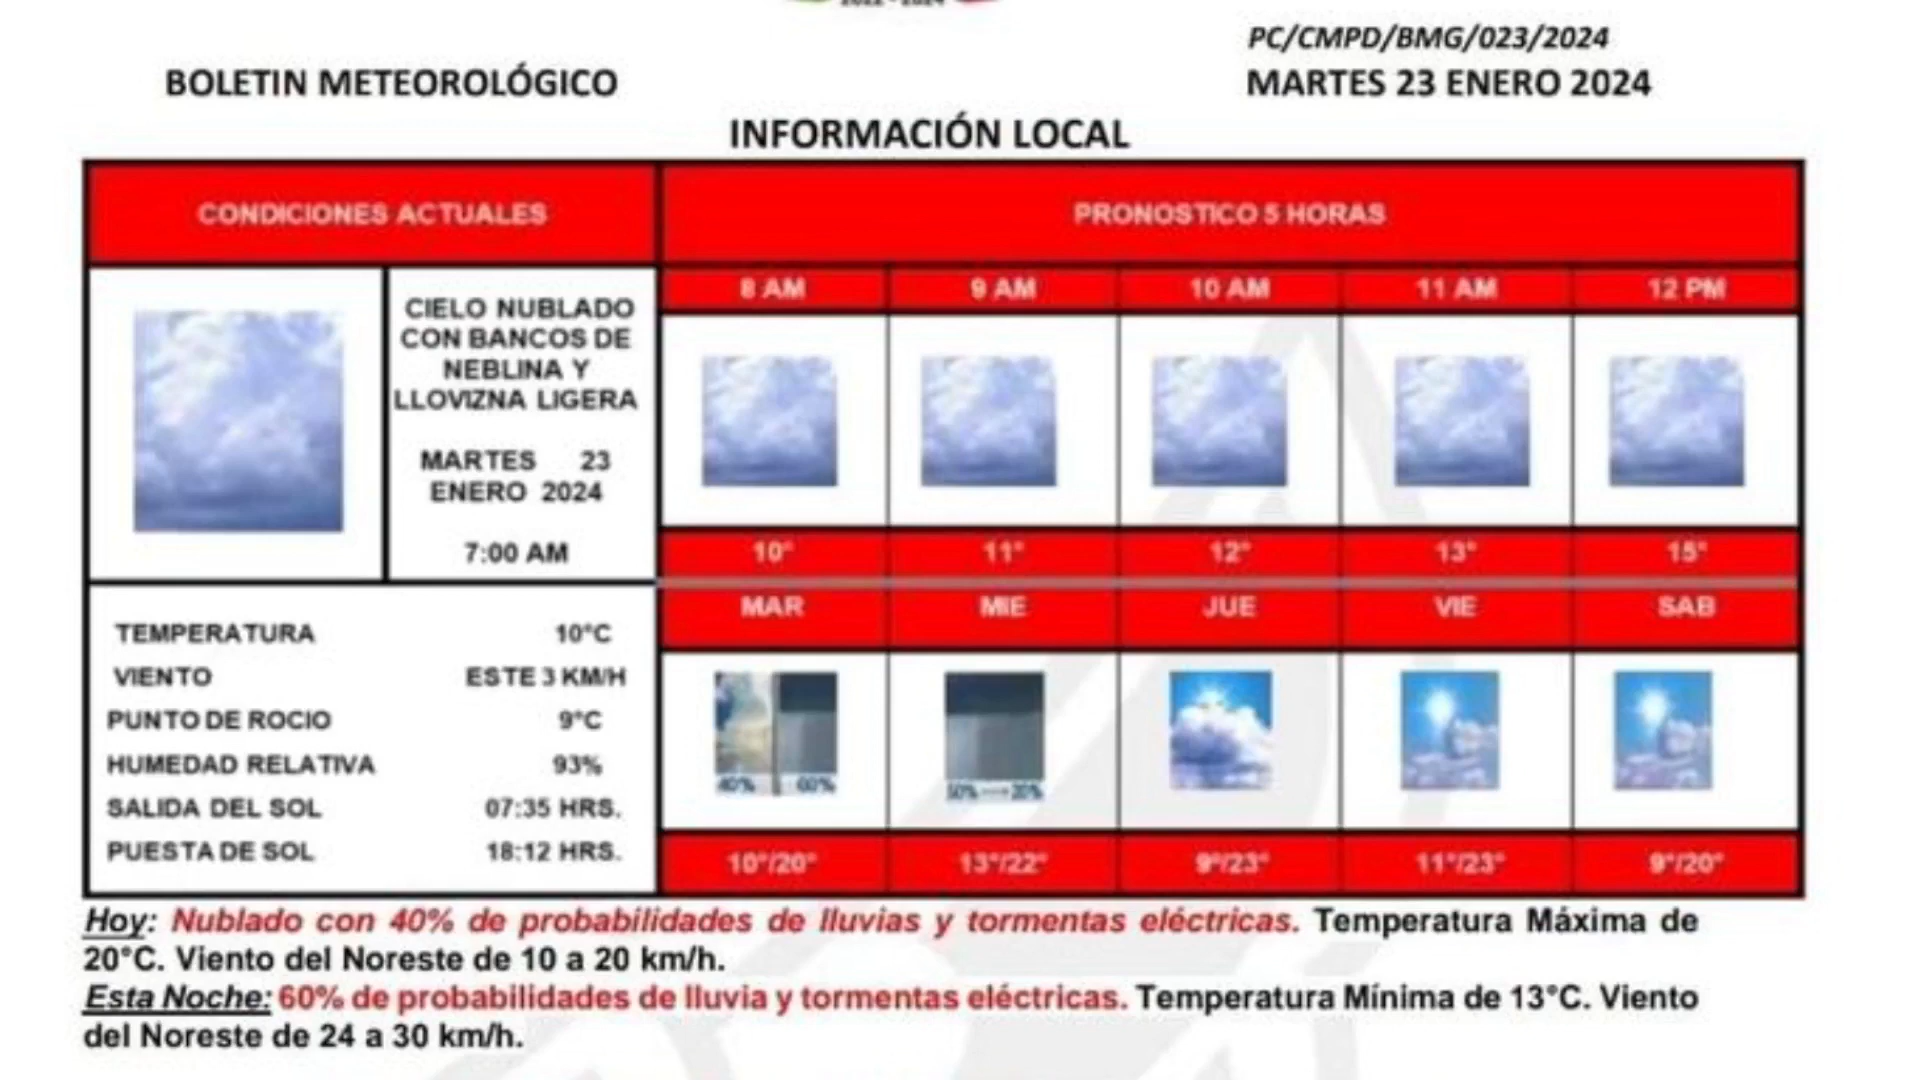 2022 - 2024
PC/CMPD/BMG/023/2024
BOLETIN METEOROLÓGICO
MARTES 23 ENERO 2024
INFORMACIÓN LOCAL
CONDICIONES ACTUALES
PRONOSTICO 5 HORAS
CIELO NUBLADO
CON BANCOS DE
NEBLINA Y
LLOVIZNA LIGERA
MARTES 23
ENERO 2024
7:00 AM
8 AM 9 AM 10 AM 11 AM 12 PM
10° 11° 12° 13° 15°
TEMPERATURA 10°C
VIENTO ESTE 3 KM/H
PUNTO DE ROCIO 9°C
HUMEDAD RELATIVA 93%
SALIDA DEL SOL 07:35 HRS.
PUESTA DE SOL 18:12 HRS.
MAR MIE JUE VIE SAB
40% 60%
20%
10°/20° 13°/22° 9°/23° 11°/23° 9°/20°
Hoy: Nublado con 40% de probabilidades de lluvias y tormentas eléctricas. Temperatura Máxima de
20°C. Viento del Noreste de 10 a 20 km/h.
Esta Noche: 60% de probabilidades de lluvia y tormentas eléctricas. Temperatura Mínima de 13°C. Viento
del Noreste de 24 a 30 km/h.